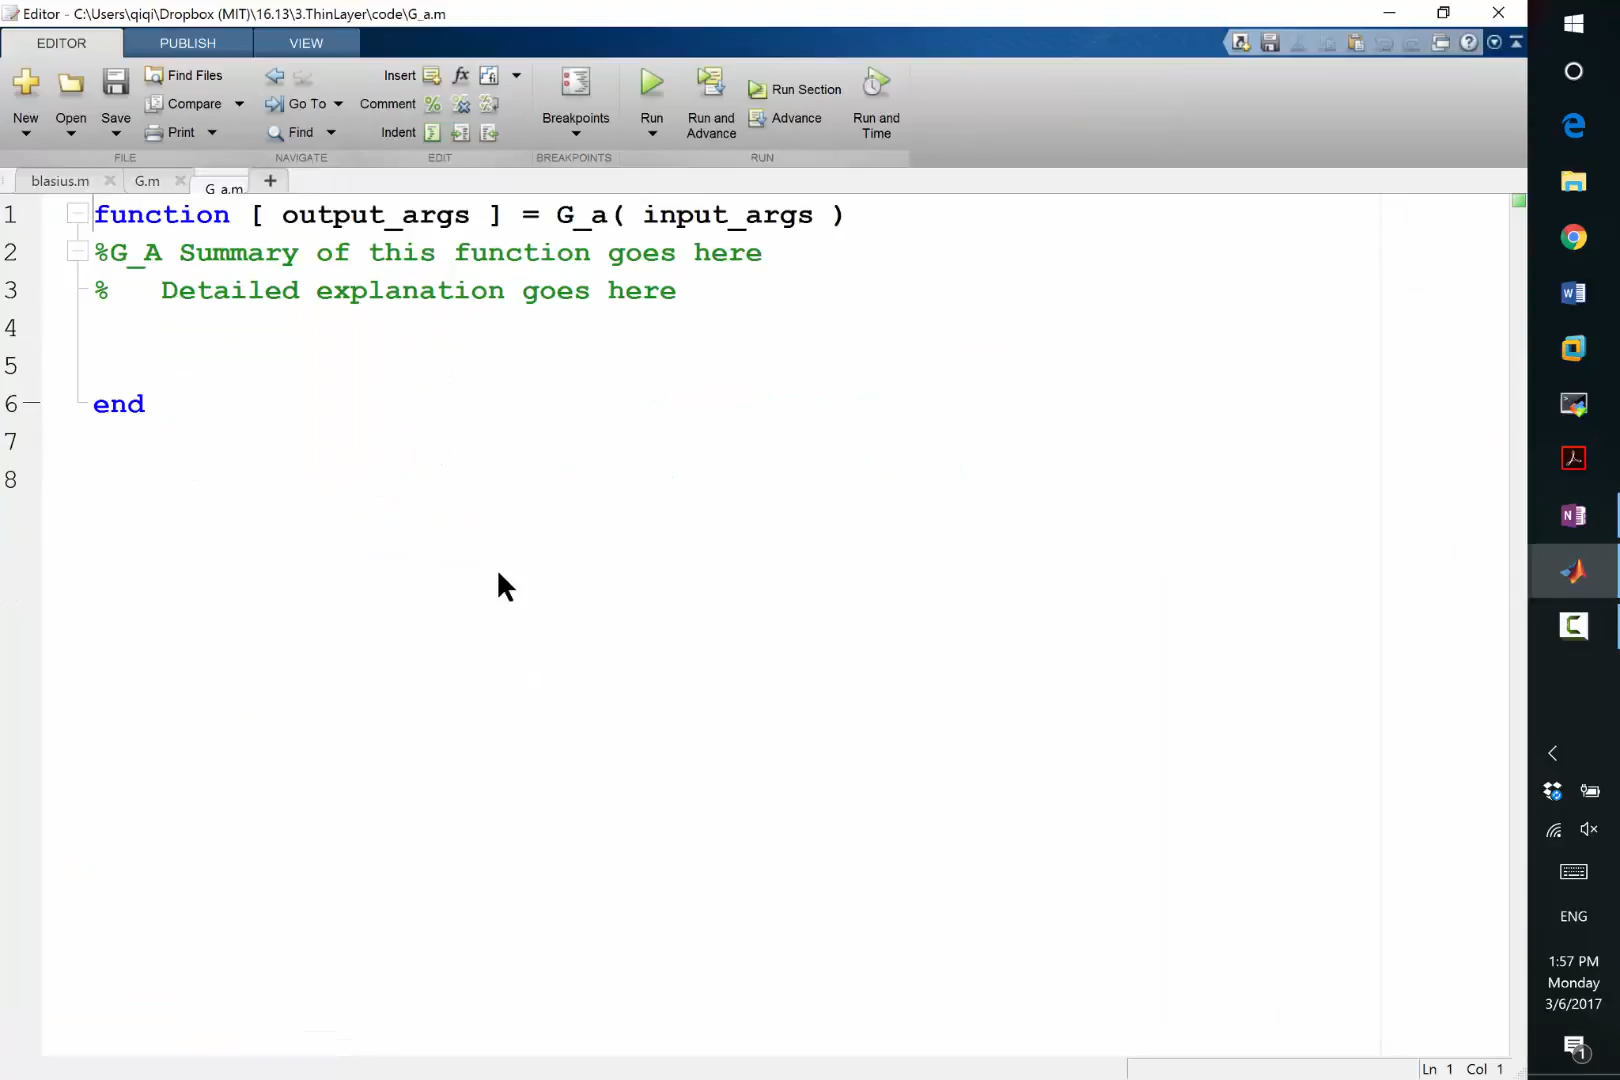 Editor - C:\Users\qiqi\Dropbox (MIT)\16.13\3.ThinLayer\code\G_a.m
EDITOR PUBLISH VIEW
New
Open
Save
Find Files
Compare
Print
FILE
Go To
Find
NAVIGATE
Insert
Comment
Indent
EDIT
Breakpoints
BREAKPOINTS
Run
Run and
Advance
Run Section
Advance
Run and
Time
RUN
blasius.m G.m G_a.m
1 function [ output_args ] = G_a( input_args )
2 %G_A Summary of this function goes here
3 % Detailed explanation goes here
4
5
6 end
7
8
Ln 1 Col 1
ENG
1:57 PM
Monday
3/6/2017
1